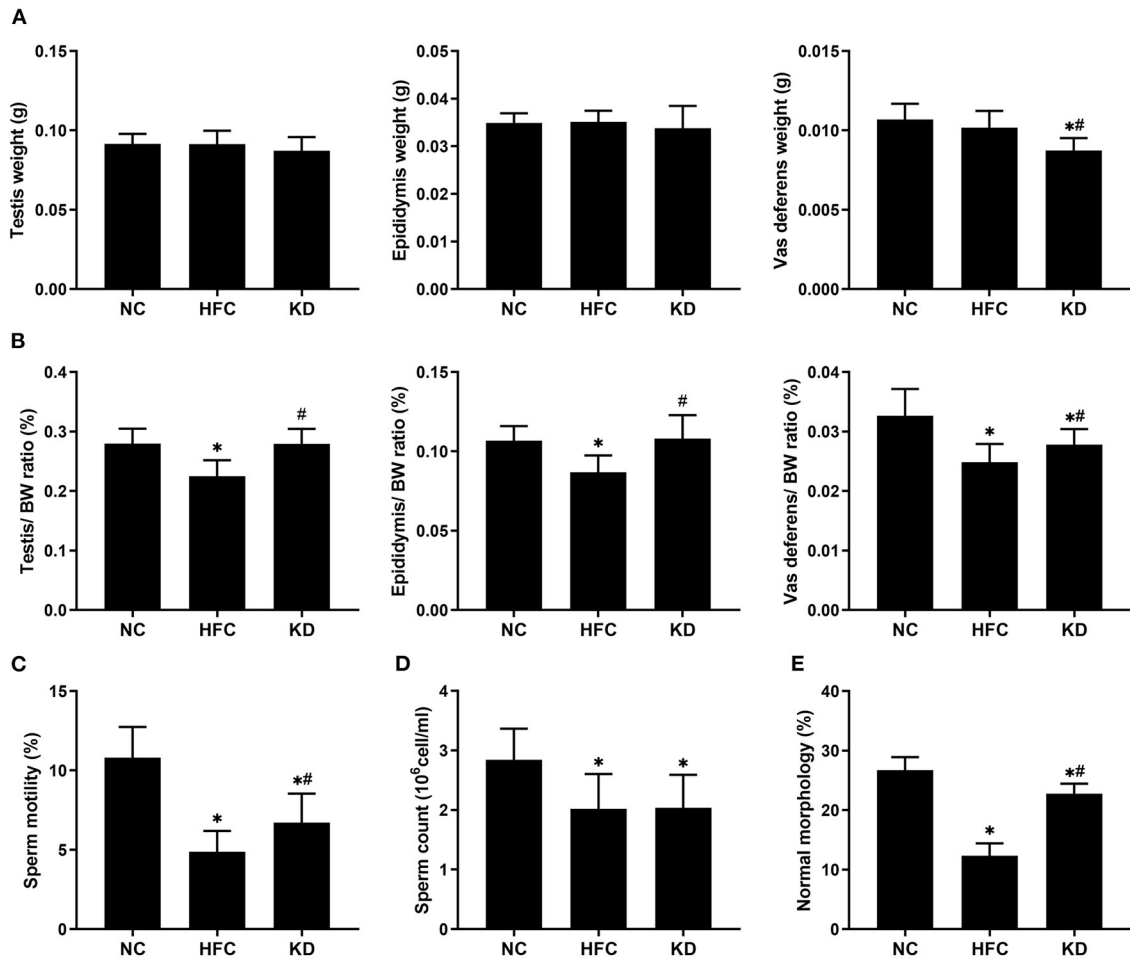 A
Testis weight (g)
0.15
0.10
0.05
0.00
NC HFC KD
Epididymis weight (g)
0.05
0.04
0.03
0.02
0.01
0.00
NC HFC KD
Vas deferens weight (g)
0.015
0.010
0.005
0.000
*#
NC HFC KD
B
Testis/ BW ratio (%)
0.4
0.3
0.2
0.1
0.0
* #
NC HFC KD
Epididymis/ BW ratio (%)
0.15
0.10
0.05
0.00
* #
NC HFC KD
Vas deferens/ BW ratio (%)
0.04
0.03
0.02
0.01
0.00
* *#
NC HFC KD
C
Sperm motility (%)
15
10
5
0
* *#
NC HFC KD
D
Sperm count (10⁶cell/ml)
4
3
2
1
0
* *
NC HFC KD
E
Normal morphology (%)
40
30
20
10
0
* *#
NC HFC KD